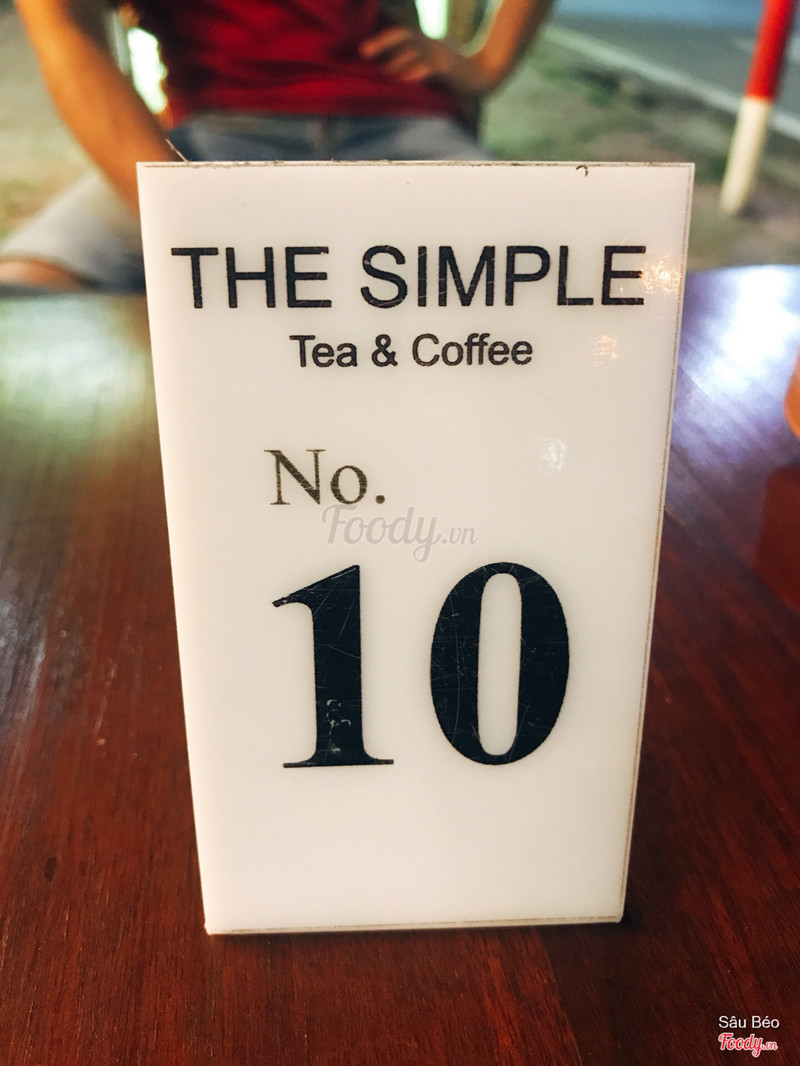 THE SIMPLE
Tea & Coffee
No.
Foody.vn
10
Sâu Béo
Foody.vn